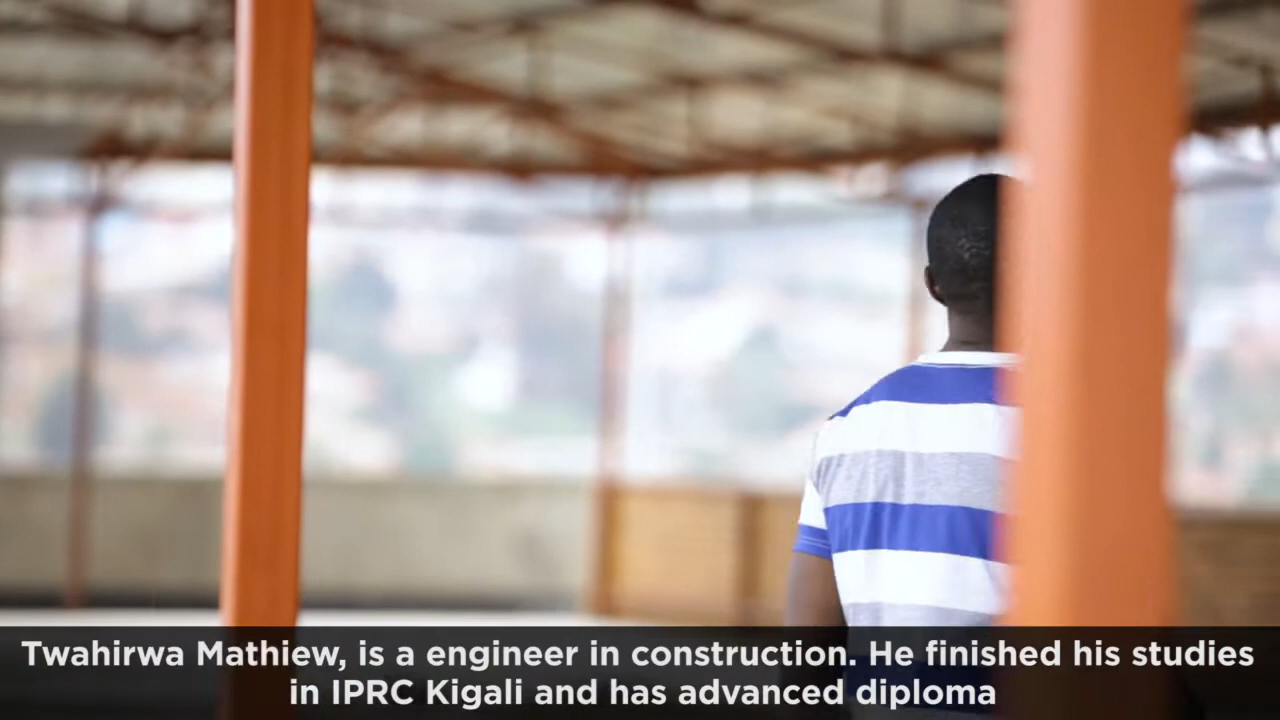 Twahirwa Mathiew, is a engineer in construction. He finished his studies
in IPRC Kigali and has advanced diploma